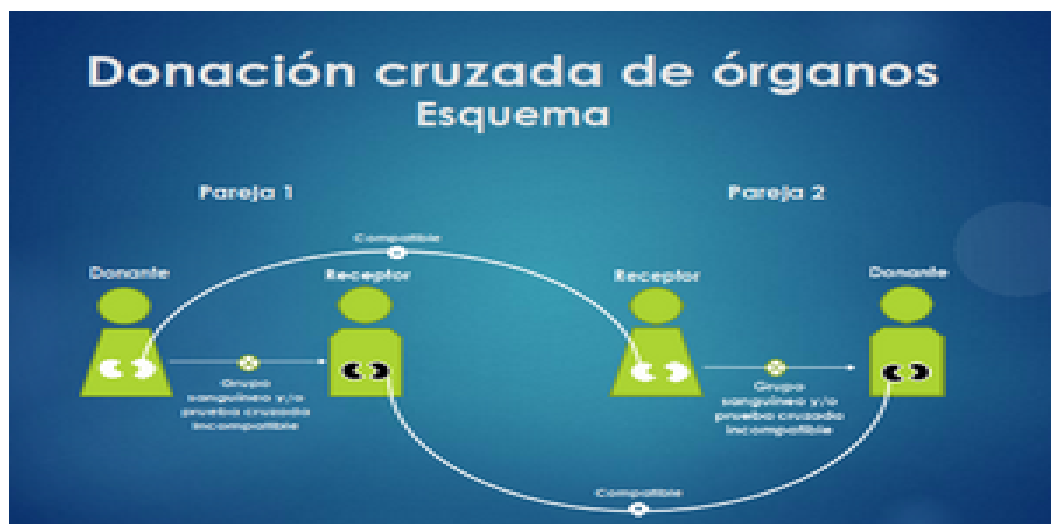 Donación cruzada de órganos
Esquema
Pareja 1
Pareja 2
Compatible
Donante
Receptor
Receptor
Donante
Grupo
sanguíneo y/o
prueba cruzada
incompatible
Grupo
sanguíneo y/o
prueba cruzada
incompatible
Compatible